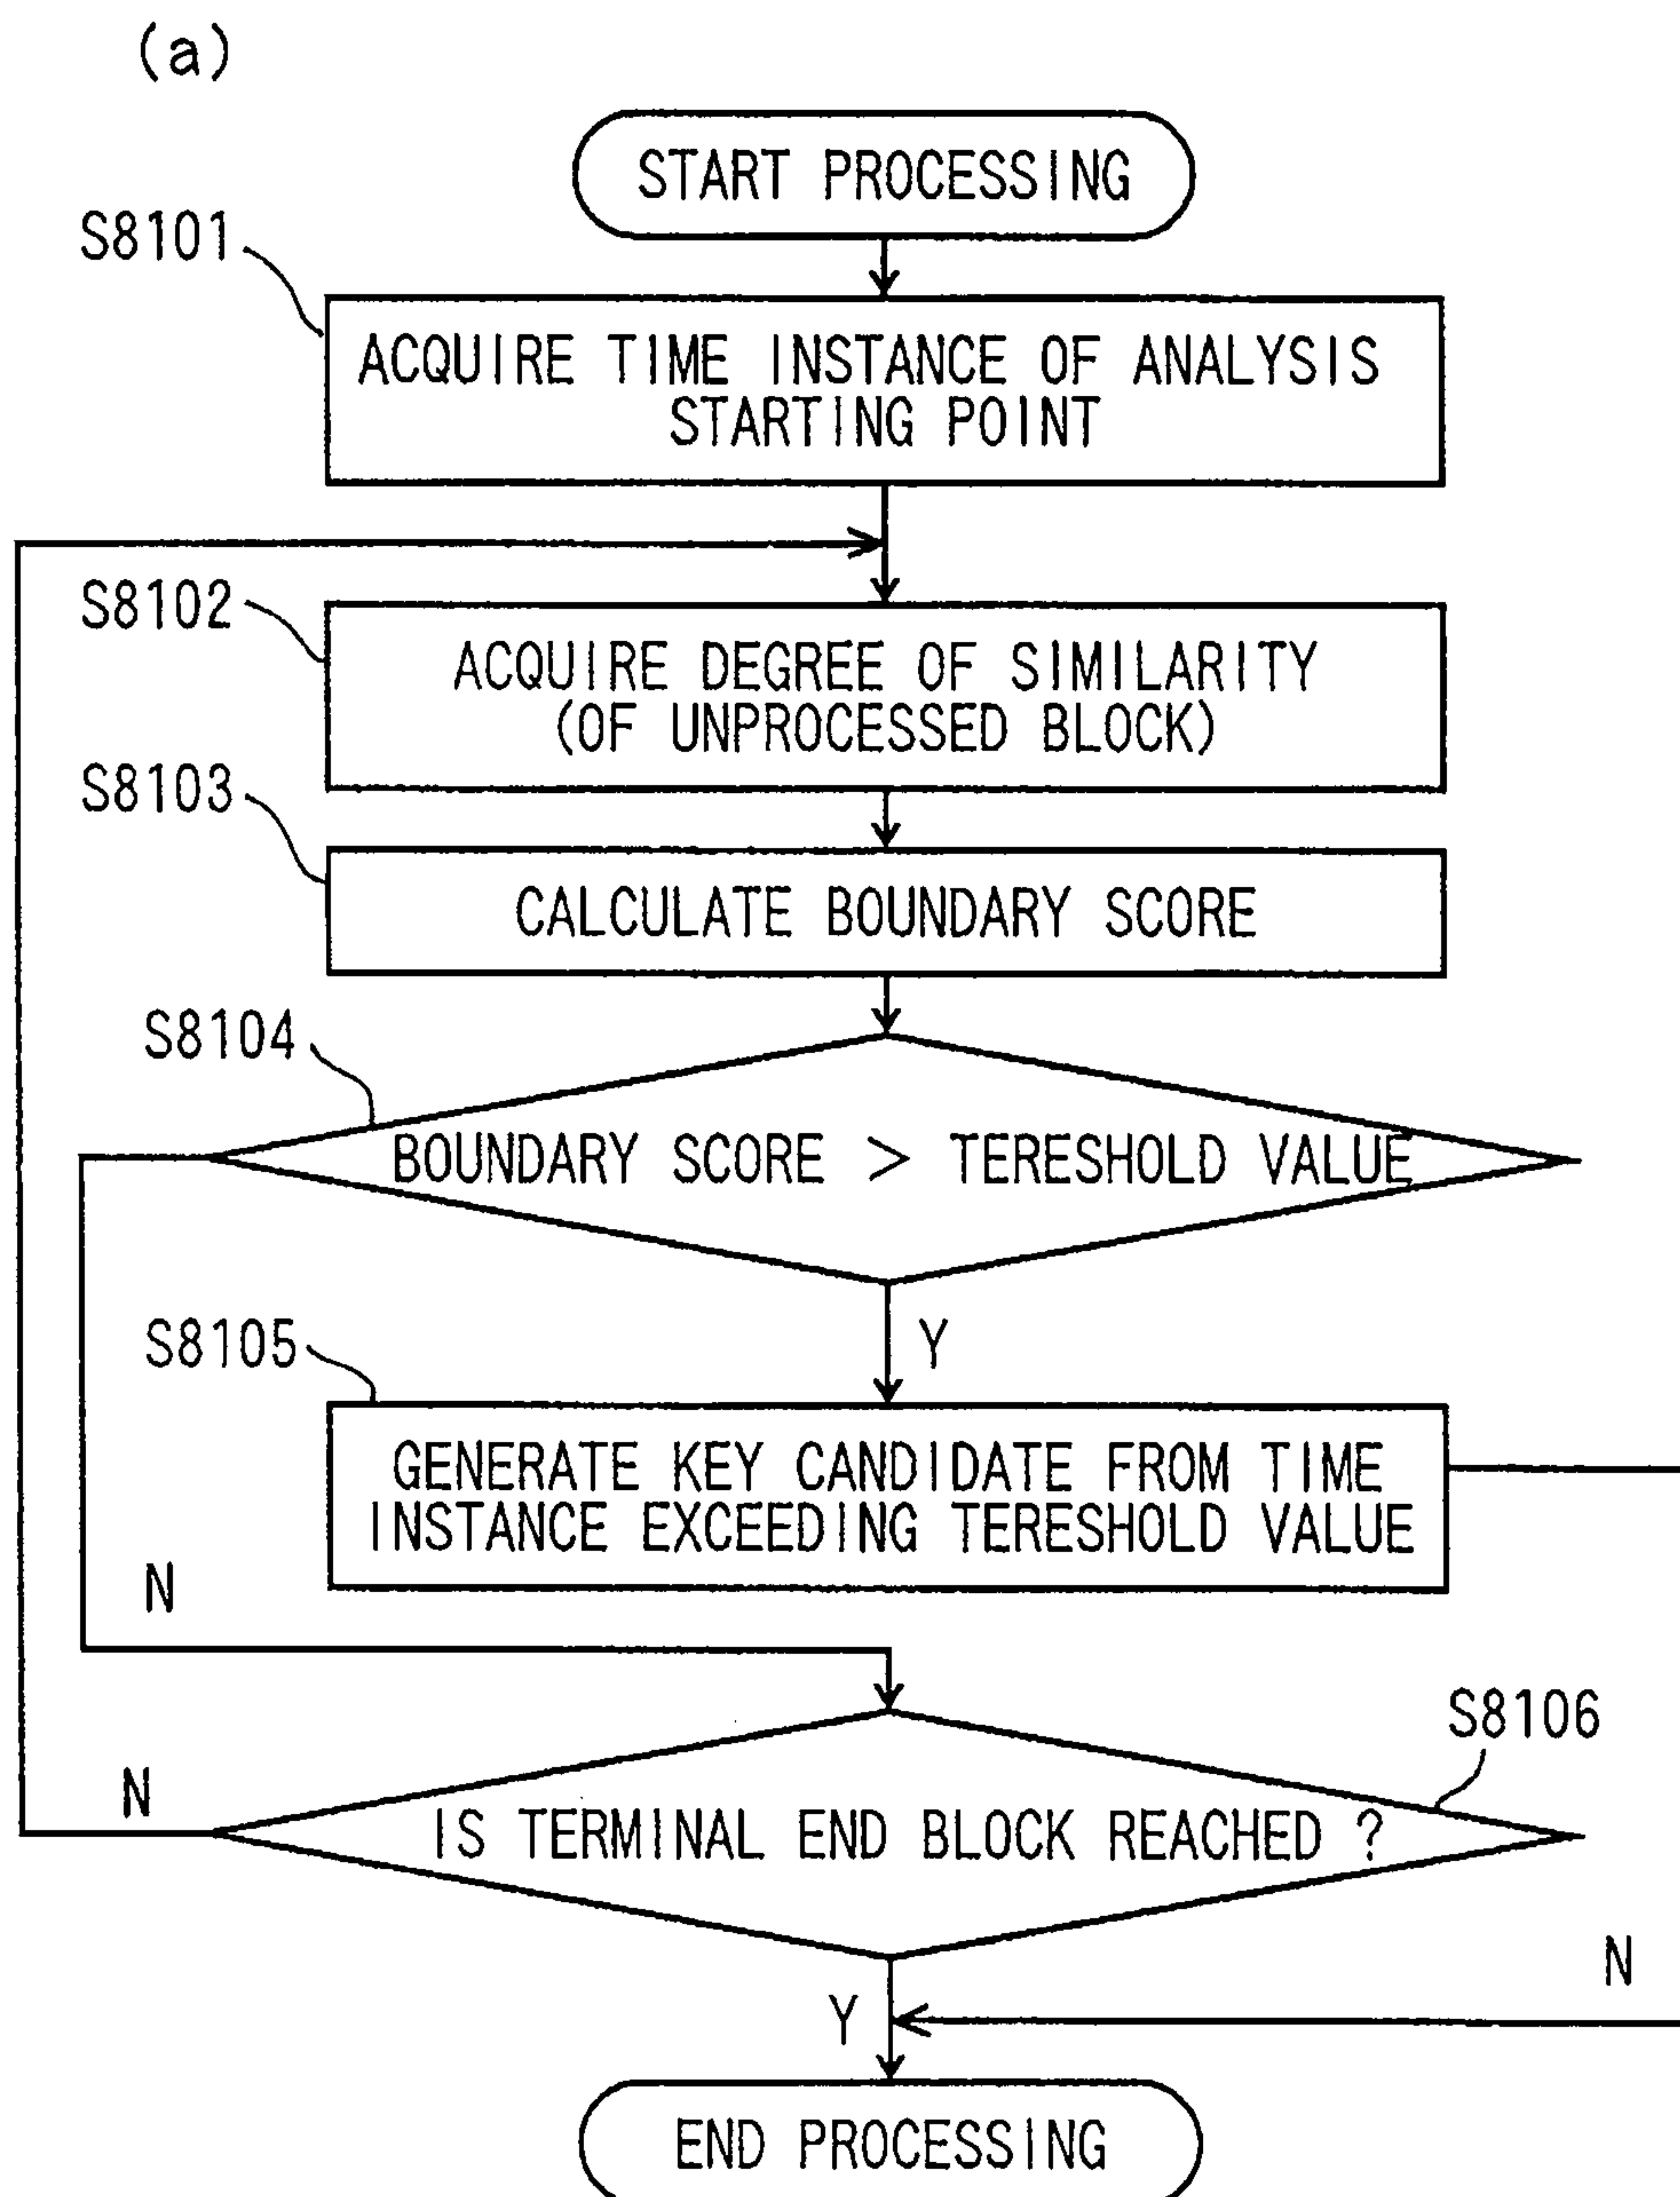 (a)
START PROCESSING
S8101
ACQUIRE TIME INSTANCE OF ANALYSIS
STARTING POINT
S8102
ACQUIRE DEGREE OF SIMILARITY
(OF UNPROCESSED BLOCK)
S8103
CALCULATE BOUNDARY SCORE
S8104
BOUNDARY SCORE > TERESHOLD VALUE
Y
S8105
GENERATE KEY CANDIDATE FROM TIME
INSTANCE EXCEEDING TERESHOLD VALUE
N
S8106
N
IS TERMINAL END BLOCK REACHED ?
N
Y
END PROCESSING